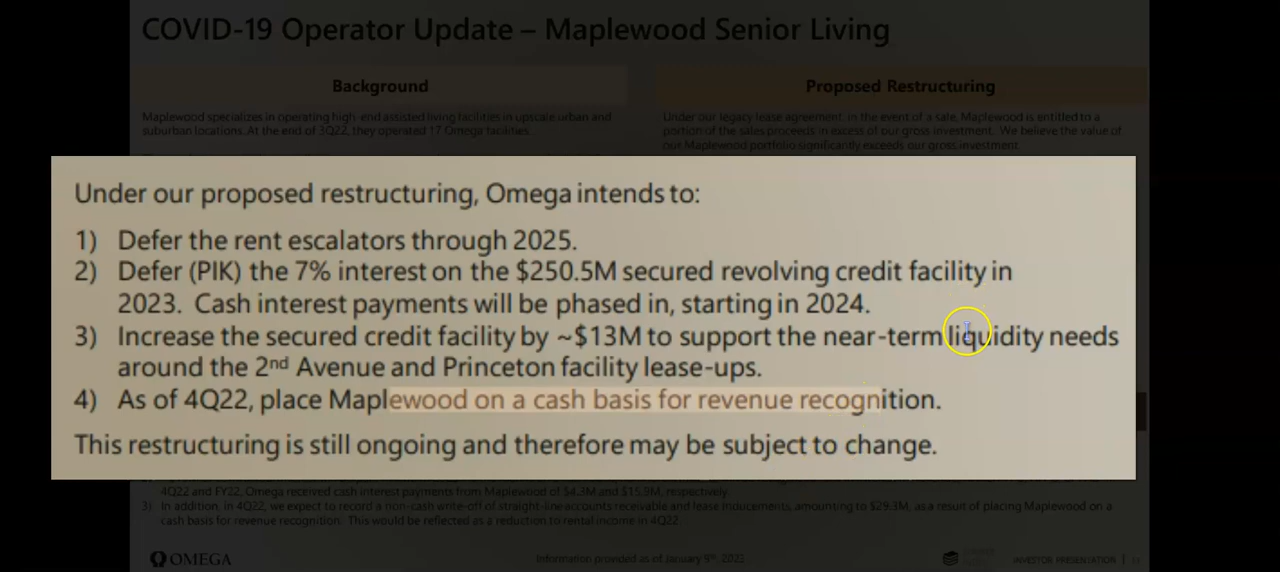 COVID-19 Operator Update – Maplewood Senior Living
Background
Proposed Restructuring
Maplewood specializes in operating high-end assisted living facilities in upscale urban and
suburban locations. At the end of 3Q22, they operated 17 Omega facilities.
Under our legacy lease agreement, in the event of a sale, Maplewood is entitled to a
portion of the sales proceeds in excess of our gross investment. We believe the value of
our Maplewood portfolio significantly exceeds our gross investment.
Under our proposed restructuring, Omega intends to:
1) Defer the rent escalators through 2025.
2) Defer (PIK) the 7% interest on the $250.5M secured revolving credit facility in
2023. Cash interest payments will be phased in, starting in 2024.
3) Increase the secured credit facility by ~$13M to support the near-term liquidity needs
around the 2nd Avenue and Princeton facility lease-ups.
4) As of 4Q22, place Maplewood on a cash basis for revenue recognition.
This restructuring is still ongoing and therefore may be subject to change.
4Q22 and FY22, Omega received cash interest payments from Maplewood of $4.3M and $15.9M, respectively.
3) In addition, in 4Q22, we expect to record a non-cash write-off of straight-line accounts receivable and lease inducements, amounting to $29.3M, as a result of placing Maplewood on a
cash basis for revenue recognition. This would be reflected as a reduction to rental income in 4Q22.
OMEGA
Information provided as of January 9th,
INVESTOR PRESENTATION |